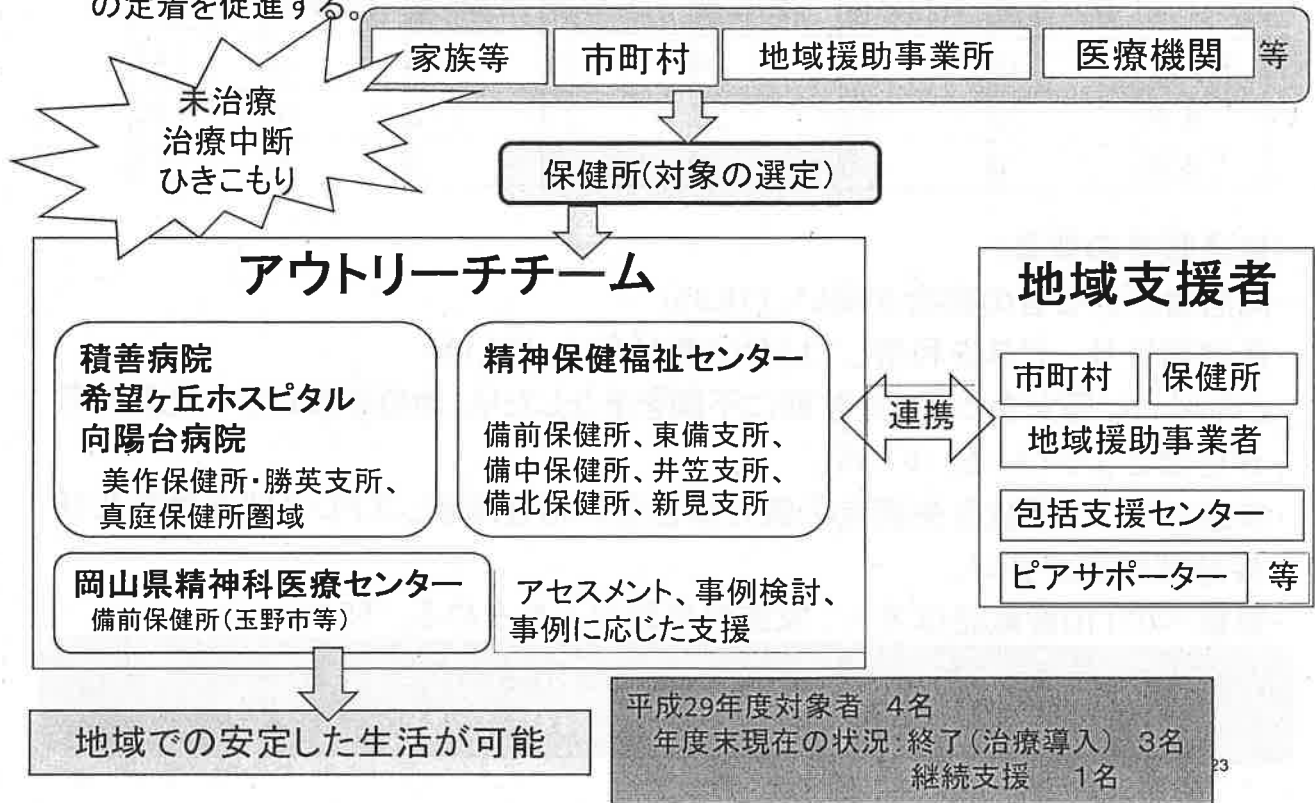 の定着を促進する。
家族等 市町村 地域援助事業所 医療機関 等
未治療
治療中断
ひきこもり
保健所(対象の選定)
アウトリーチチーム
積善病院
希望ヶ丘ホスピタル
向陽台病院
美作保健所・勝英支所、
真庭保健所圏域
精神保健福祉センター
備前保健所、東備支所、
備中保健所、井笠支所、
備北保健所、新見支所
岡山県精神科医療センター
備前保健所(玉野市等)
アセスメント、事例検討、
事例に応じた支援
連携
地域支援者
市町村 保健所
地域援助事業者
包括支援センター
ピアサポーター 等
地域での安定した生活が可能
平成29年度対象者 4名
年度末現在の状況 終了(治療導入) 3名
継続支援 1名
23